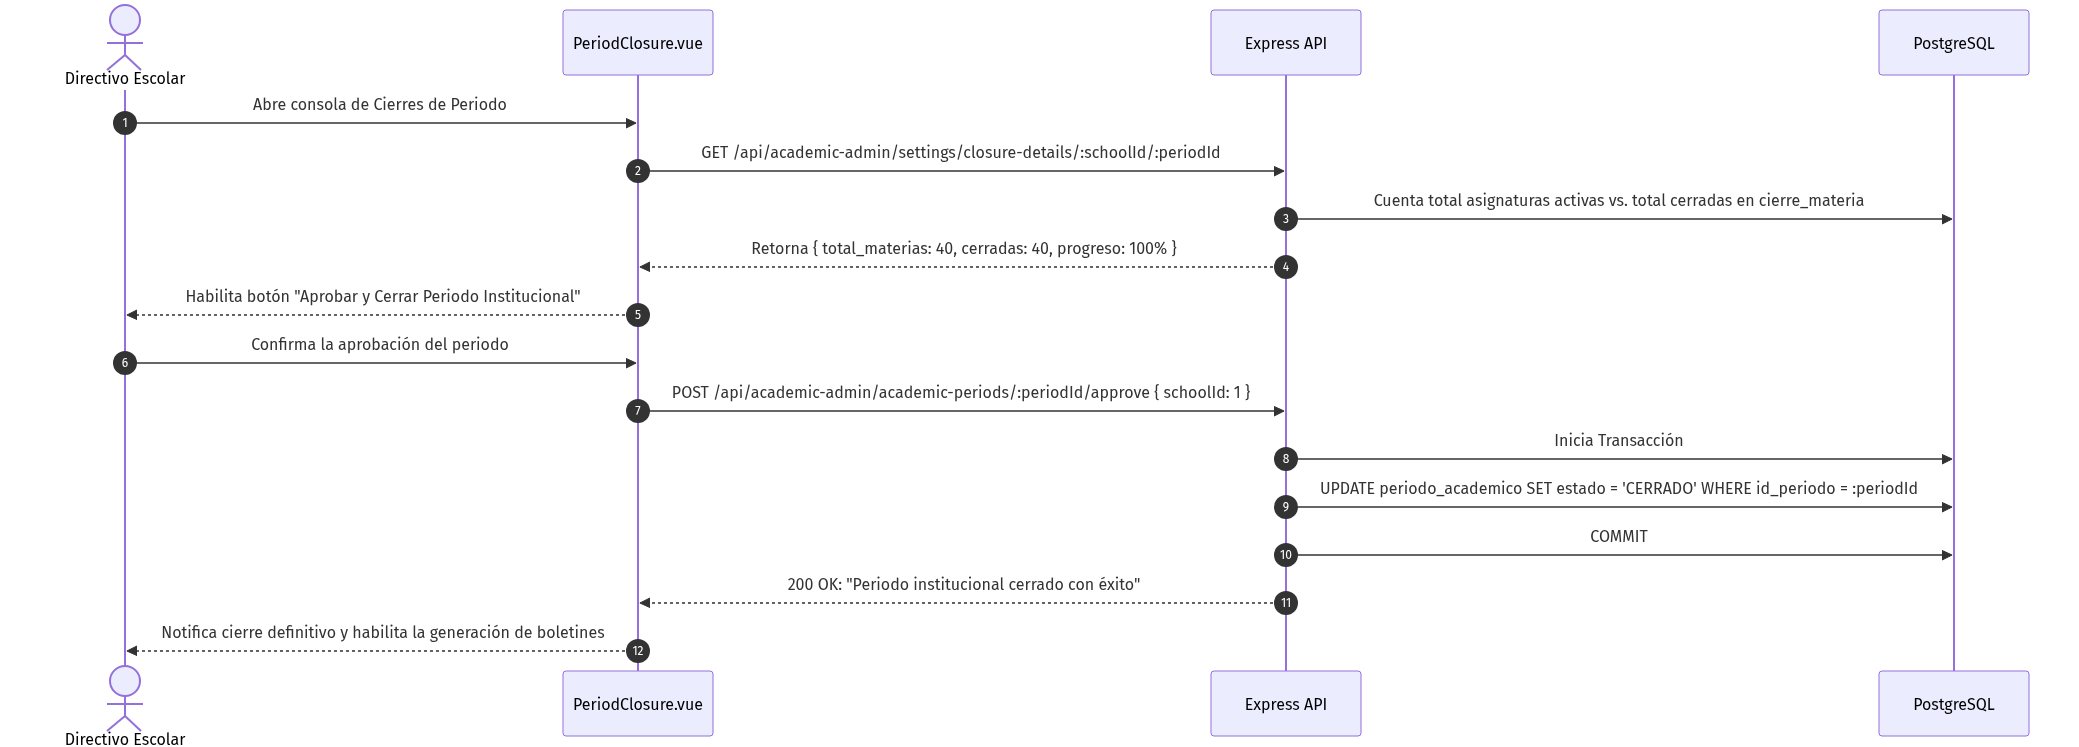 Directivo Escolar
PeriodClosure.vue
Express API
PostgreSQL
Abre consola de Cierres de Periodo
1
GET /api/academic-admin/settings/closure-details/:schoolId/:periodId
2
Cuenta total asignaturas activas vs. total cerradas en cierre_materia
3
Retorna { total_materias: 40, cerradas: 40, progreso: 100% }
4
Habilita botón "Aprobar y Cerrar Periodo Institucional"
5
Confirma la aprobación del periodo
6
POST /api/academic-admin/academic-periods/:periodId/approve { schoolId: 1 }
7
Inicia Transacción
8
UPDATE periodo_academico SET estado = 'CERRADO' WHERE id_periodo = :periodId
9
COMMIT
10
200 OK: "Periodo institucional cerrado con éxito"
11
Notifica cierre definitivo y habilita la generación de boletines
12
Directivo Escolar
PeriodClosure.vue
Express API
PostgreSQL